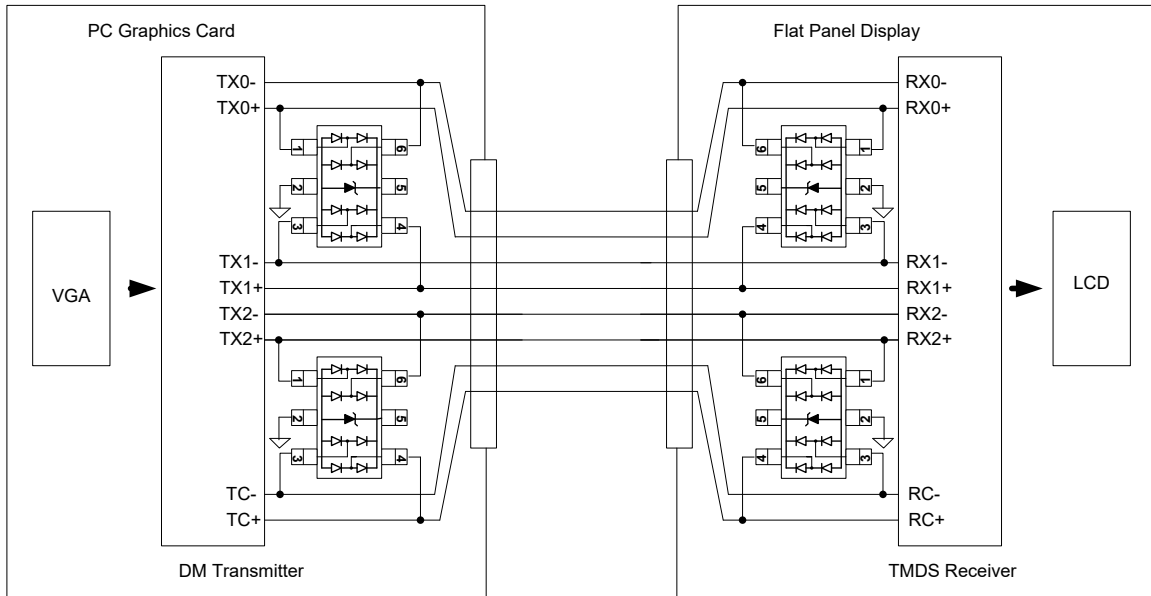 PC Graphics Card
Flat Panel Display
TX0-
TX0+
1
2
3
6
5
4
TX1-
TX1+
TX2-
TX2+
1
2
3
6
5
4
TC-
TC+
DM Transmitter
VGA
RX0-
RX0+
6
5
4
1
2
3
RX1-
RX1+
RX2-
RX2+
6
5
4
1
2
3
RC-
RC+
TMDS Receiver
LCD